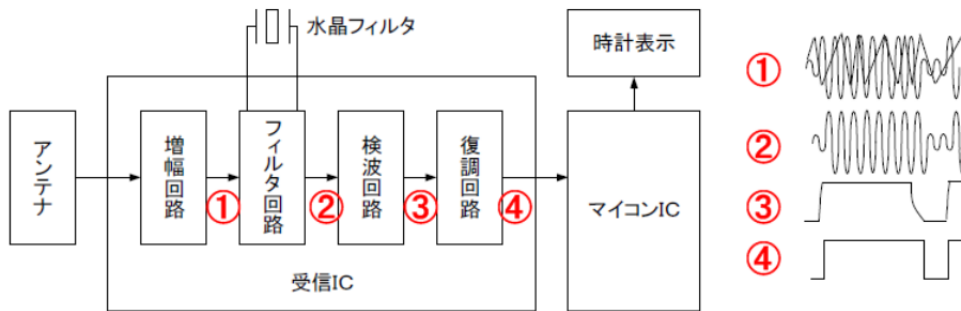 水晶フィルタ
時計表示
アンテナ
増幅回路
①
フィルタ回路
②
検波回路
③
復調回路
④
マイコンIC
受信IC
①
②
③
④